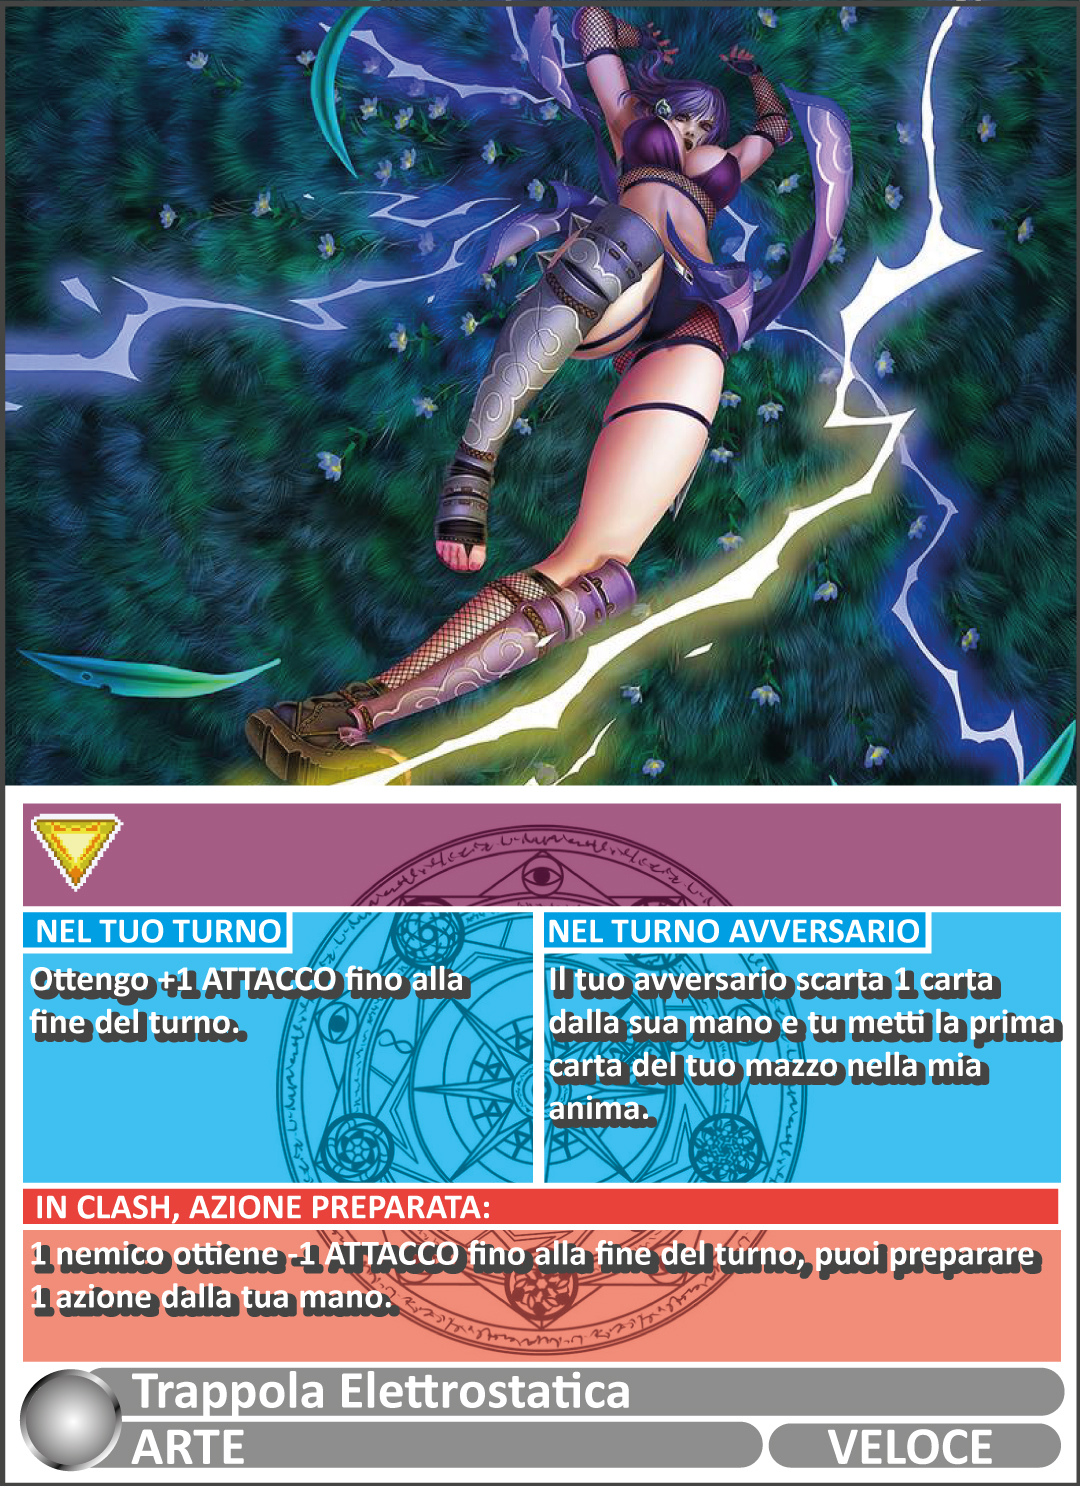 NEL TUO TURNO
Ottengo +1 ATTACCO fino alla
fine del turno.
NEL TURNO AVVERSARIO
Il tuo avversario scarta 1 carta
dalla sua mano e tu metti la prima
carta del tuo mazzo nella mia
anima.
IN CLASH, AZIONE PREPARATA:
1 nemico ottiene -1 ATTACCO fino alla fine del turno, puoi preparare
1 azione dalla tua mano.
Trappola Elettrostatica
ARTE
VELOCE